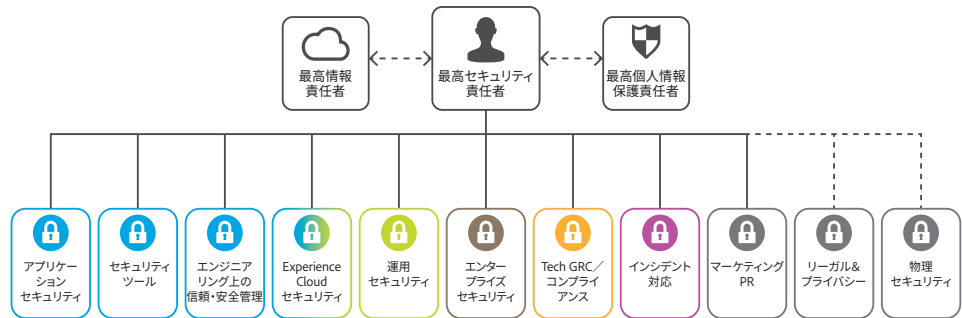 最高情報
責任者
最高セキュリティ
責任者
最高個人情報
保護責任者
アプリケー
ション
セキュリティ
セキュリティ
ツール
エンジニア
リング上の
信頼・安全管理
Experience
Cloud
セキュリティ
運用
セキュリティ
エンター
プライズ
セキュリティ
Tech GRC／
コンプライ
アンス
インシデント
対応
マーケティング
PR
リーガル&
プライバシー
物理
セキュリティ